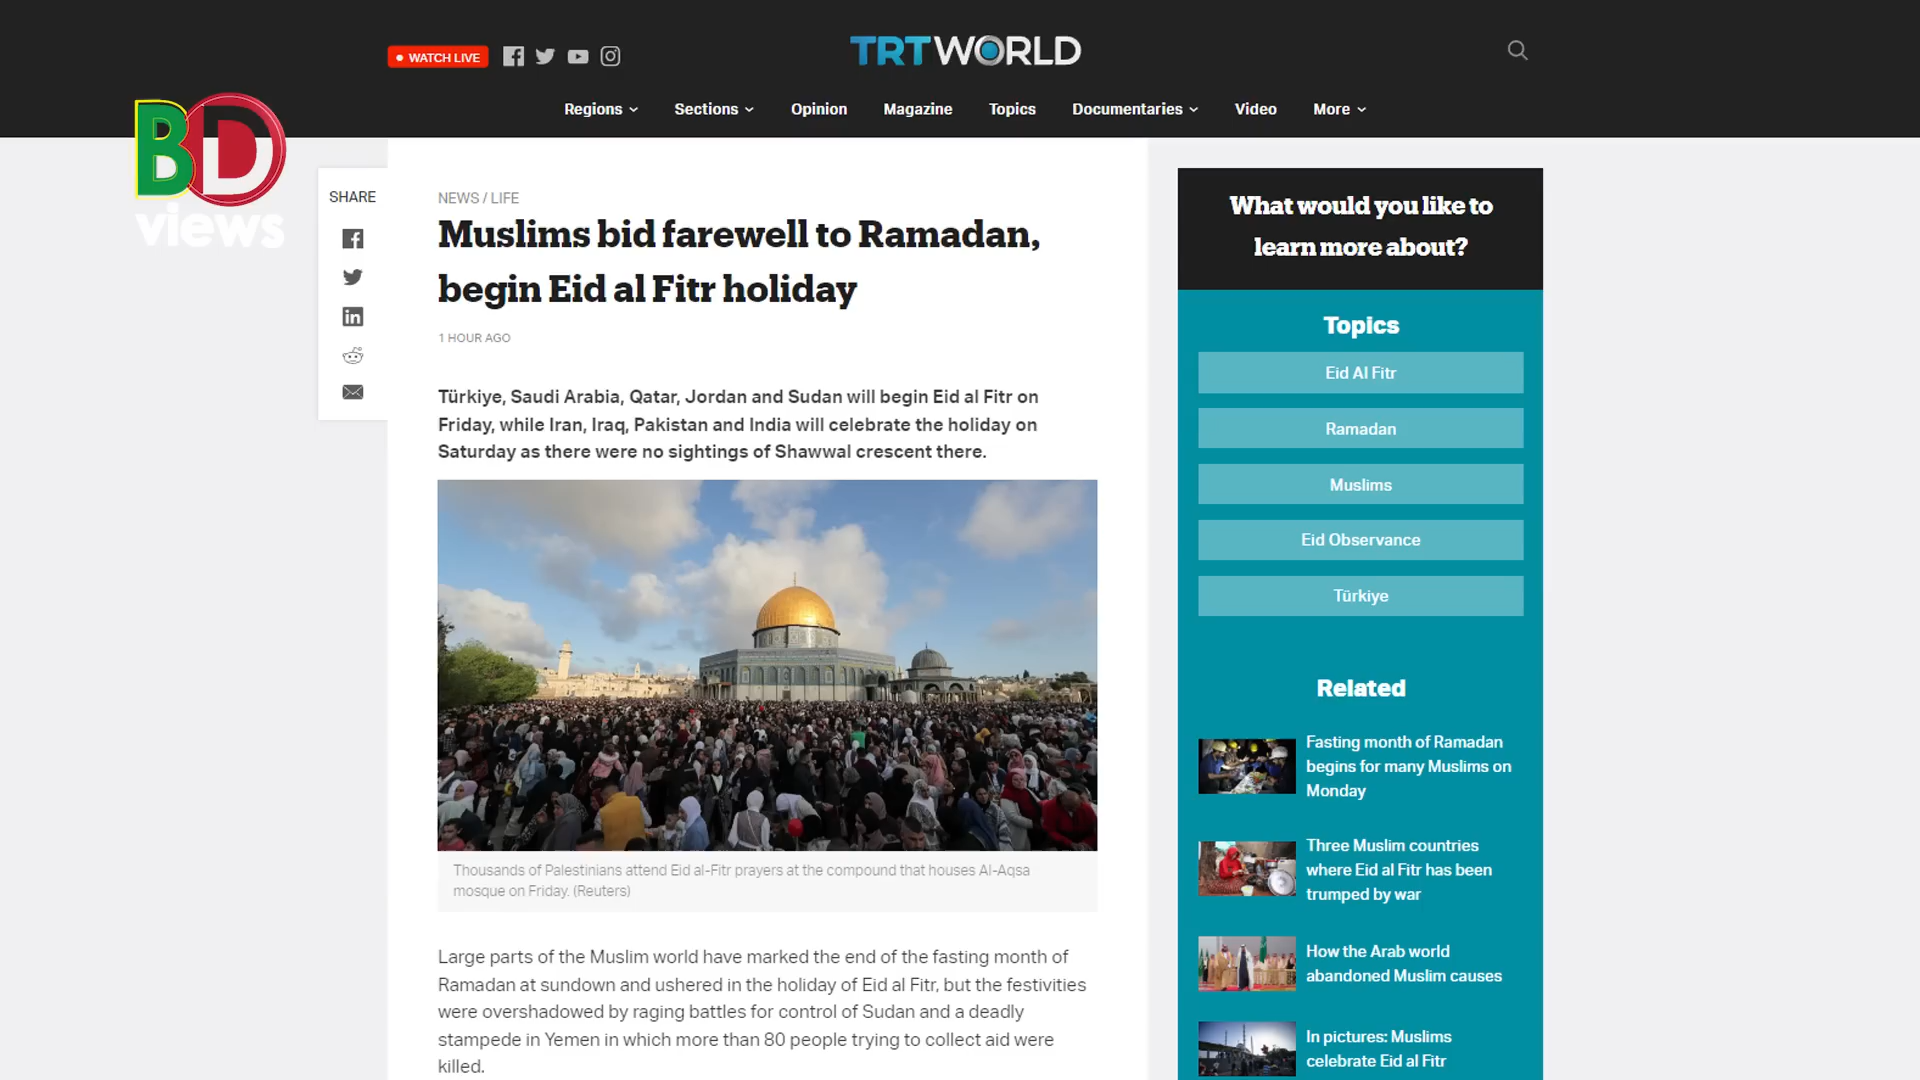 WATCH LIVE
TRT WORLD
Regions
Sections
Opinion
Magazine
Topics
Documentaries
Video
More
BD
views
SHARE
NEWS / LIFE
Muslims bid farewell to Ramadan,
begin Eid al Fitr holiday
1 HOUR AGO
Türkiye, Saudi Arabia, Qatar, Jordan and Sudan will begin Eid al Fitr on
Friday, while Iran, Iraq, Pakistan and India will celebrate the holiday on
Saturday as there were no sightings of Shawwal crescent there.
Thousands of Palestinians attend Eid al-Fitr prayers at the compound that houses Al-Aqsa
mosque on Friday. (Reuters)
Large parts of the Muslim world have marked the end of the fasting month of
Ramadan at sundown and ushered in the holiday of Eid al Fitr, but the festivities
were overshadowed by raging battles for control of Sudan and a deadly
stampede in Yemen in which more than 80 people trying to collect aid were
killed.
What would you like to
learn more about?
Topics
Eid Al Fitr
Ramadan
Muslims
Eid Observance
Türkiye
Related
Fasting month of Ramadan
begins for many Muslims on
Monday
Three Muslim countries
where Eid al Fitr has been
trumped by war
How the Arab world
abandoned Muslim causes
In pictures: Muslims
celebrate Eid al Fitr